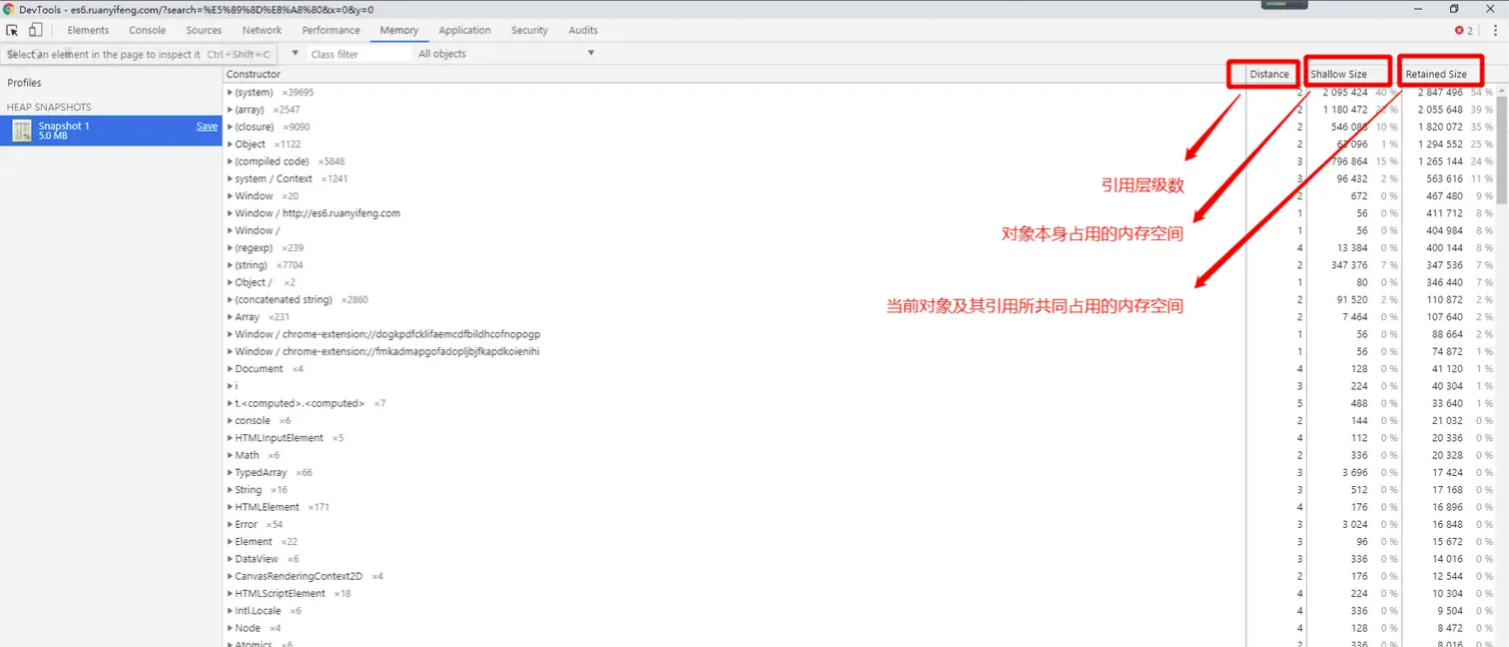 DevTools - es6.ruanyifeng.com/?search=%E5%89%8D%E8%A8%80&x=0&y=0
Elements Console Sources Network Performance Memory Application Security Audits 2
Select an element in the page to inspect it Ctrl+Shift+C Class filter All objects
Profiles
HEAP SNAPSHOTS
Snapshot 1 Save
5.0 MB
Constructor Distance Shallow Size Retained Size
(system) ×39695 2 2 095 424 40 % 2 847 496 54 %
(array) ×2547 2 1 180 472 % 2 055 648 39 %
(closure) ×9090 2 546 088 10 % 1 820 072 35 %
Object ×1122 2 096 1 % 1 294 552 25 %
(compiled code) ×5848 3 796 864 15 % 1 265 144 24 %
system / Context ×1241 3 96 432 2 % 563 616 11 %
Window ×20 2 672 0 % 467 480 9 %
Window / http://es6.ruanyifeng.com 1 56 0 % 411 712 8 %
Window / 1 56 0 % 404 984 8 %
(regexp) ×239 4 13 384 0 % 400 144 8 %
(string) ×7704 2 347 376 7 % 347 536 7 %
Object / ×2 1 80 0 % 346 440 7 %
(concatenated string) ×2860 2 91 520 2 % 110 872 2 %
Array ×231 2 7 464 0 % 107 640 2 %
Window / chrome-extension://dogkpdfcklifaemcdfbildhcofnopogp 1 56 0 % 88 664 2 %
Window / chrome-extension://fmkadmapgofadopljbjfkapdkoienihi 1 56 0 % 74 872 1 %
Document ×4 4 128 0 % 41 120 1 %
i 3 224 0 % 40 304 1 %
t.<computed>.<computed> ×7 5 488 0 % 33 640 1 %
console ×6 2 144 0 % 21 032 0 %
HTMLInputElement ×5 4 112 0 % 20 336 0 %
Math ×6 2 336 0 % 20 328 0 %
TypedArray ×66 3 3 696 0 % 17 424 0 %
String ×16 3 512 0 % 17 168 0 %
HTMLElement ×171 4 176 0 % 16 896 0 %
Error ×54 3 3 024 0 % 16 848 0 %
Element ×22 3 96 0 % 15 672 0 %
DataView ×6 3 336 0 % 14 016 0 %
CanvasRenderingContext2D ×4 2 176 0 % 12 544 0 %
HTMLScriptElement ×18 4 224 0 % 10 304 0 %
Intl.Locale ×6 4 336 0 % 9 504 0 %
Node ×4 4 128 0 % 8 472 0 %
Atomics ×6 2 336 0 % 8 016 0 %
引用层级数
对象本身占用的内存空间
当前对象及其引用所共同占用的内存空间